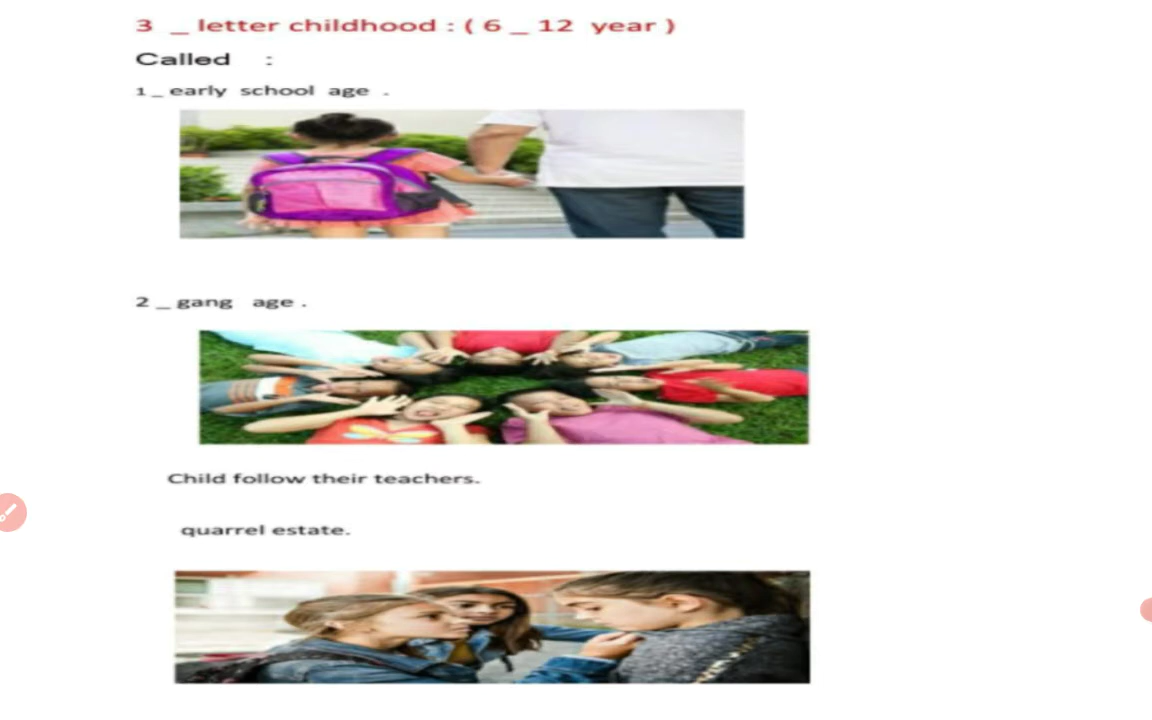 3 _ letter childhood : ( 6 _ 12 year )
Called :
1 _ early school age .
2 _ gang age .
Child follow their teachers.
quarrel estate.